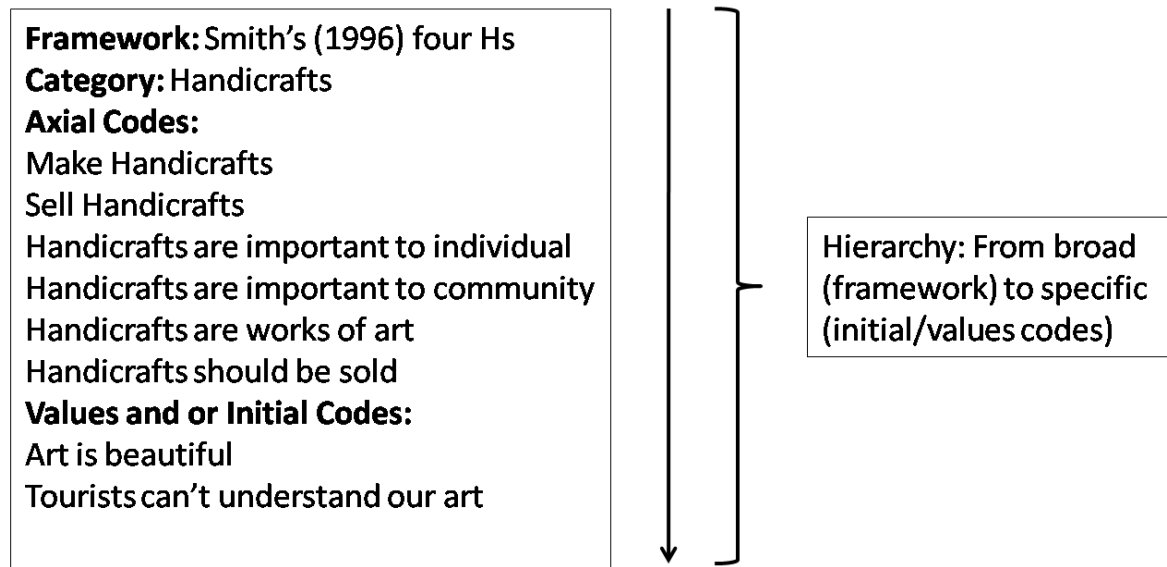 Framework: Smith’s (1996) four Hs
Category: Handicrafts
Axial Codes:
Make Handicrafts
Sell Handicrafts
Handicrafts are important to individual
Handicrafts are important to community
Handicrafts are works of art
Handicrafts should be sold
Values and or Initial Codes:
Art is beautiful
Tourists can’t understand our art
Hierarchy: From broad
(framework) to specific
(initial/values codes)